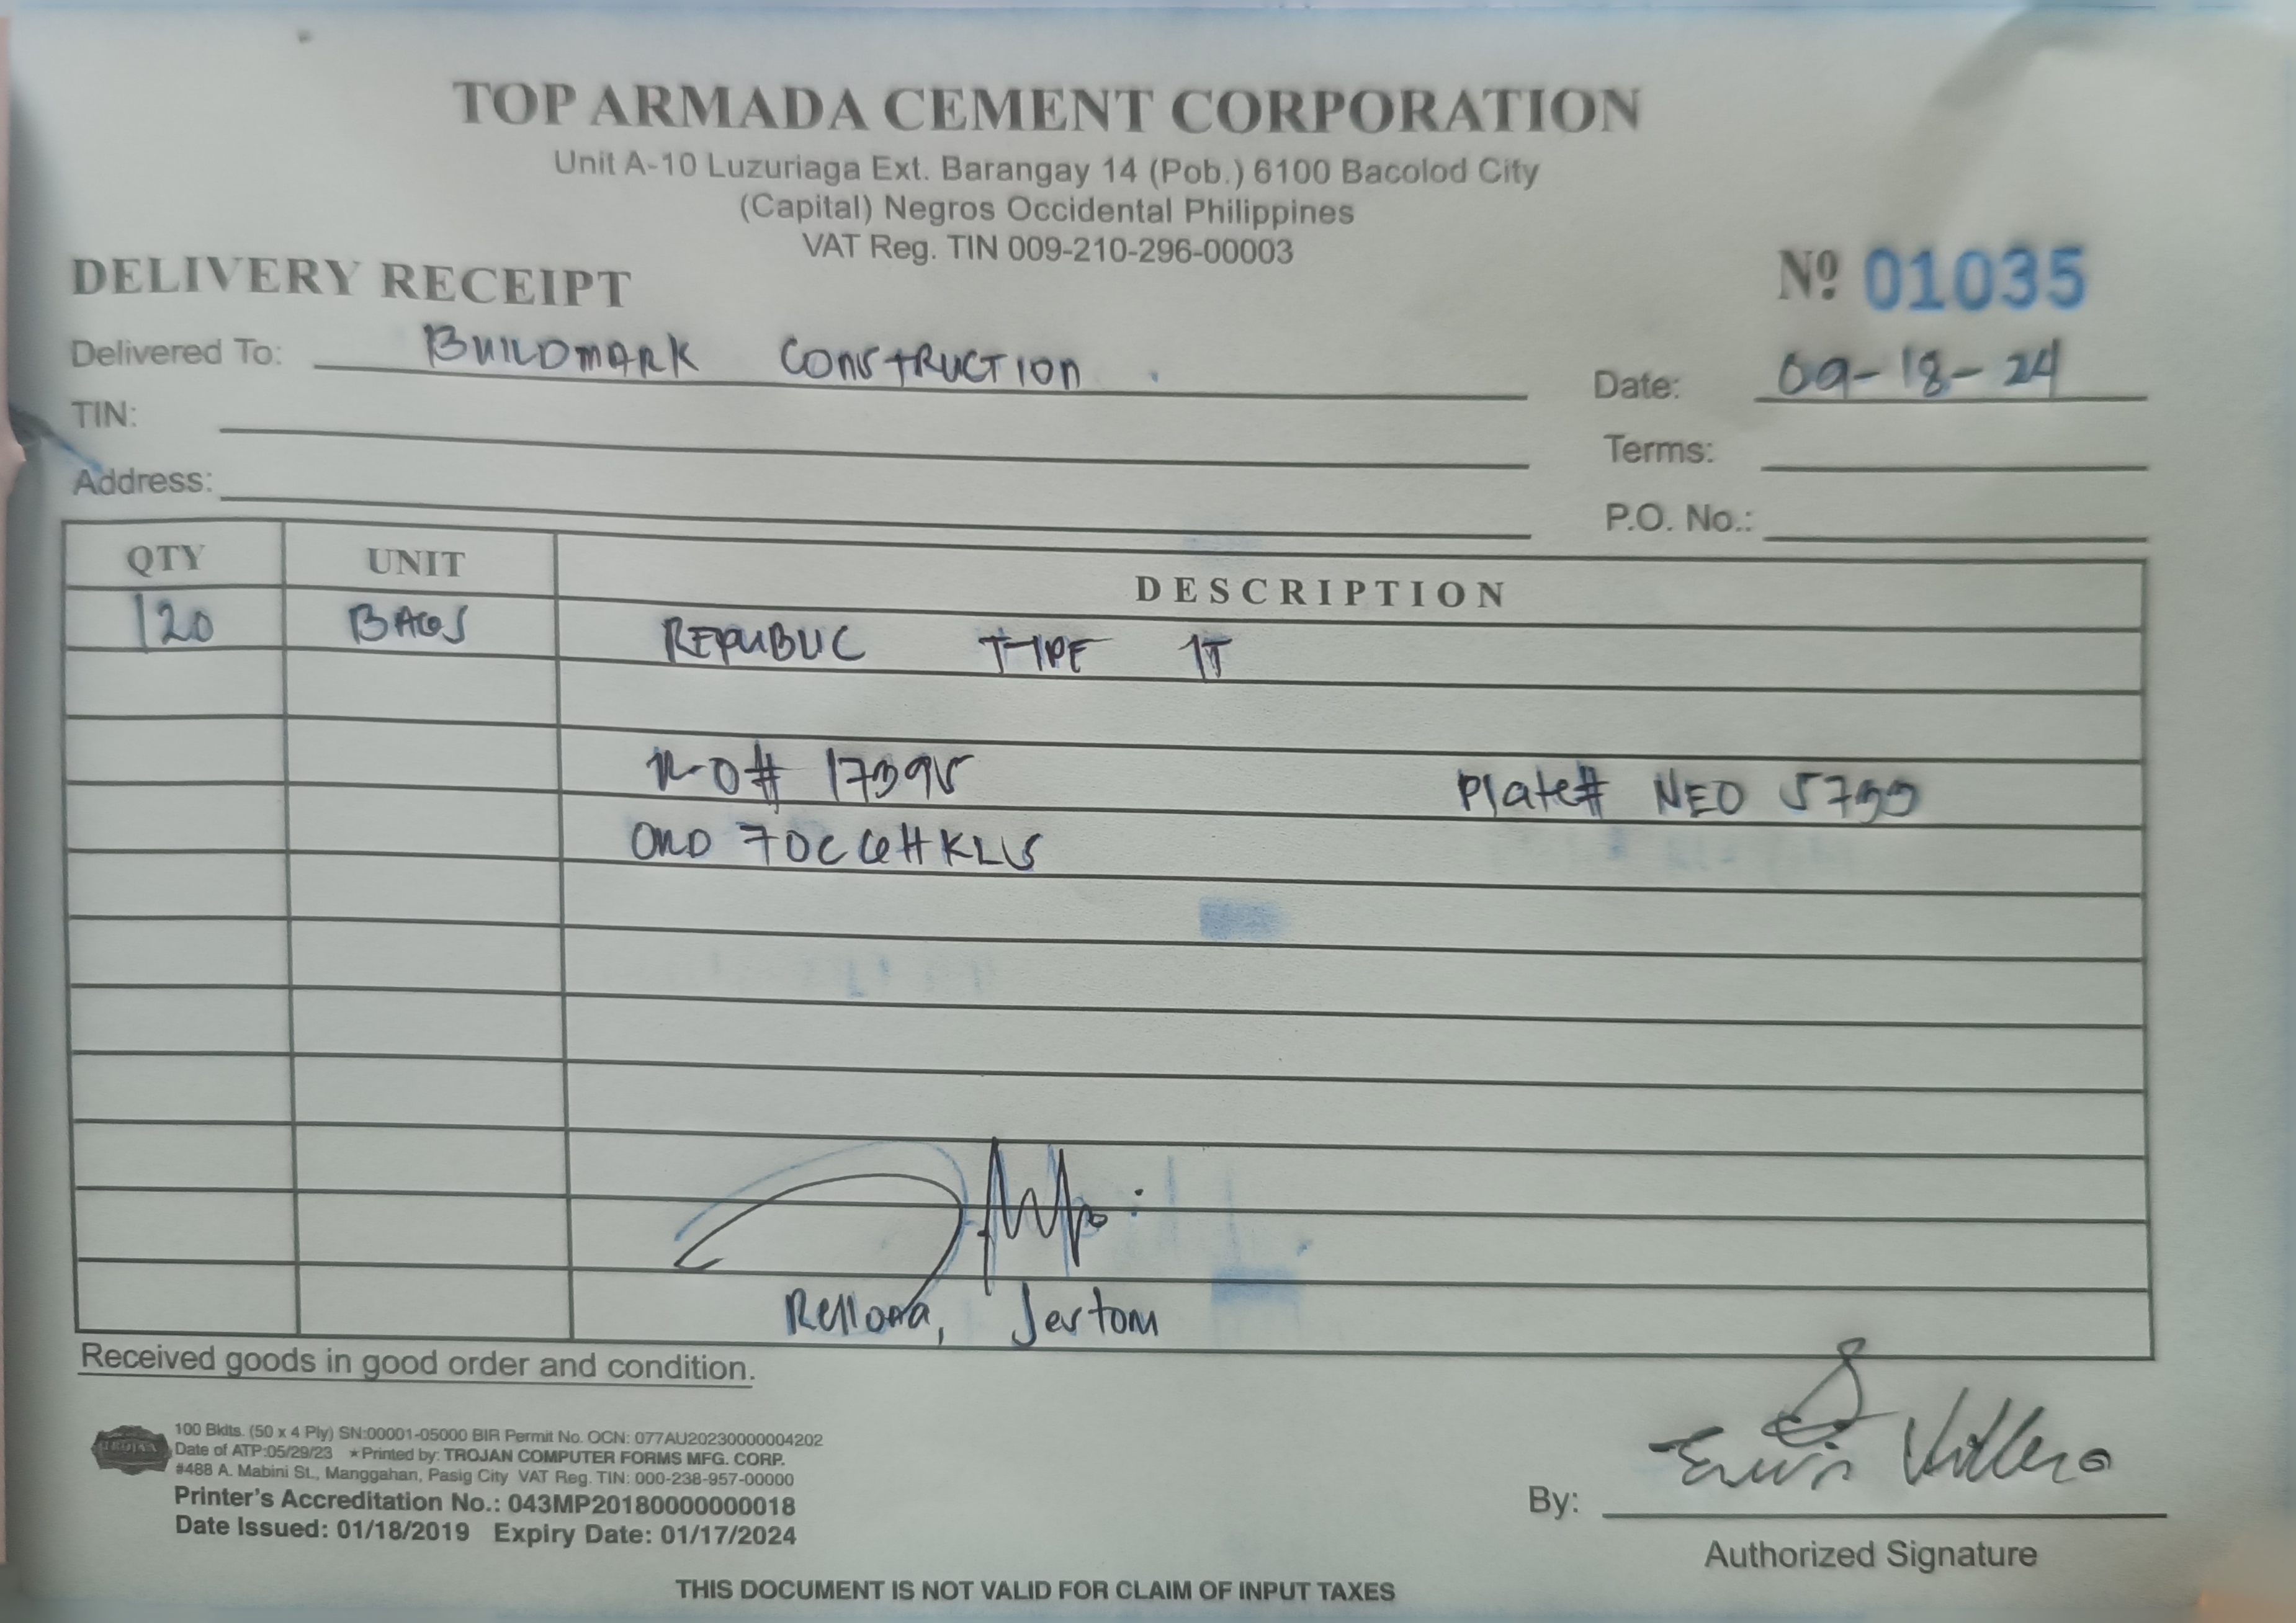 TOP ARMADA CEMENT CORPORATION
Unit A-10 Luzuriaga Ext. Barangay 14 (Pob.) 6100 Bacolod City
(Capital) Negros Occidental Philippines
VAT Reg. TIN 009-210-296-00003
DELIVERY RECEIPT
Nº 01035
Delivered To: BUILDMARK CONSTRUCTION
Date: 09-18-24
TIN:
Terms:
Address:
P.O. No.:
QTY UNIT DESCRIPTION
120 BAGS REPUBLIC TYPE 1T
17395 Plate# NEO 5799
Rellona, Jestom
Received goods in good order and condition.
TROJAN
100 Bklts. (50 x 4 Ply) SN:00001-05000 BIR Permit No. OCN: 077AU20230000004202
Date of ATP:05/29/23 ★Printed by: TROJAN COMPUTER FORMS MFG. CORP.
#488 A. Mabini St., Manggahan, Pasig City VAT Reg. TIN: 000-238-957-00000
Printer's Accreditation No.: 043MP20180000000018
Date Issued: 01/18/2019 Expiry Date: 01/17/2024
By:
Authorized Signature
THIS DOCUMENT IS NOT VALID FOR CLAIM OF INPUT TAXES